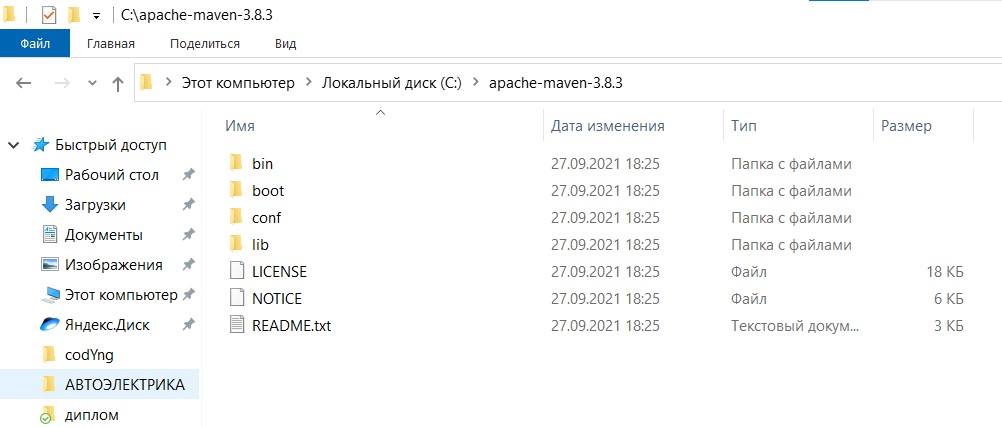 C:\apache-maven-3.8.3
Файл Главная Поделиться Вид
Этот компьютер Локальный диск (C:) apache-maven-3.8.3
Имя Дата изменения Тип Размер
Быстрый доступ
Рабочий стол
Загрузки
Документы
Изображения
Этот компьютер
Яндекс.Диск
codYng
АВТОЭЛЕКТРИКА
диплом
bin 27.09.2021 18:25 Папка с файлами
boot 27.09.2021 18:25 Папка с файлами
conf 27.09.2021 18:25 Папка с файлами
lib 27.09.2021 18:25 Папка с файлами
LICENSE 27.09.2021 18:25 Файл 18 КБ
NOTICE 27.09.2021 18:25 Файл 6 КБ
README.txt 27.09.2021 18:25 Текстовый докум... 3 КБ